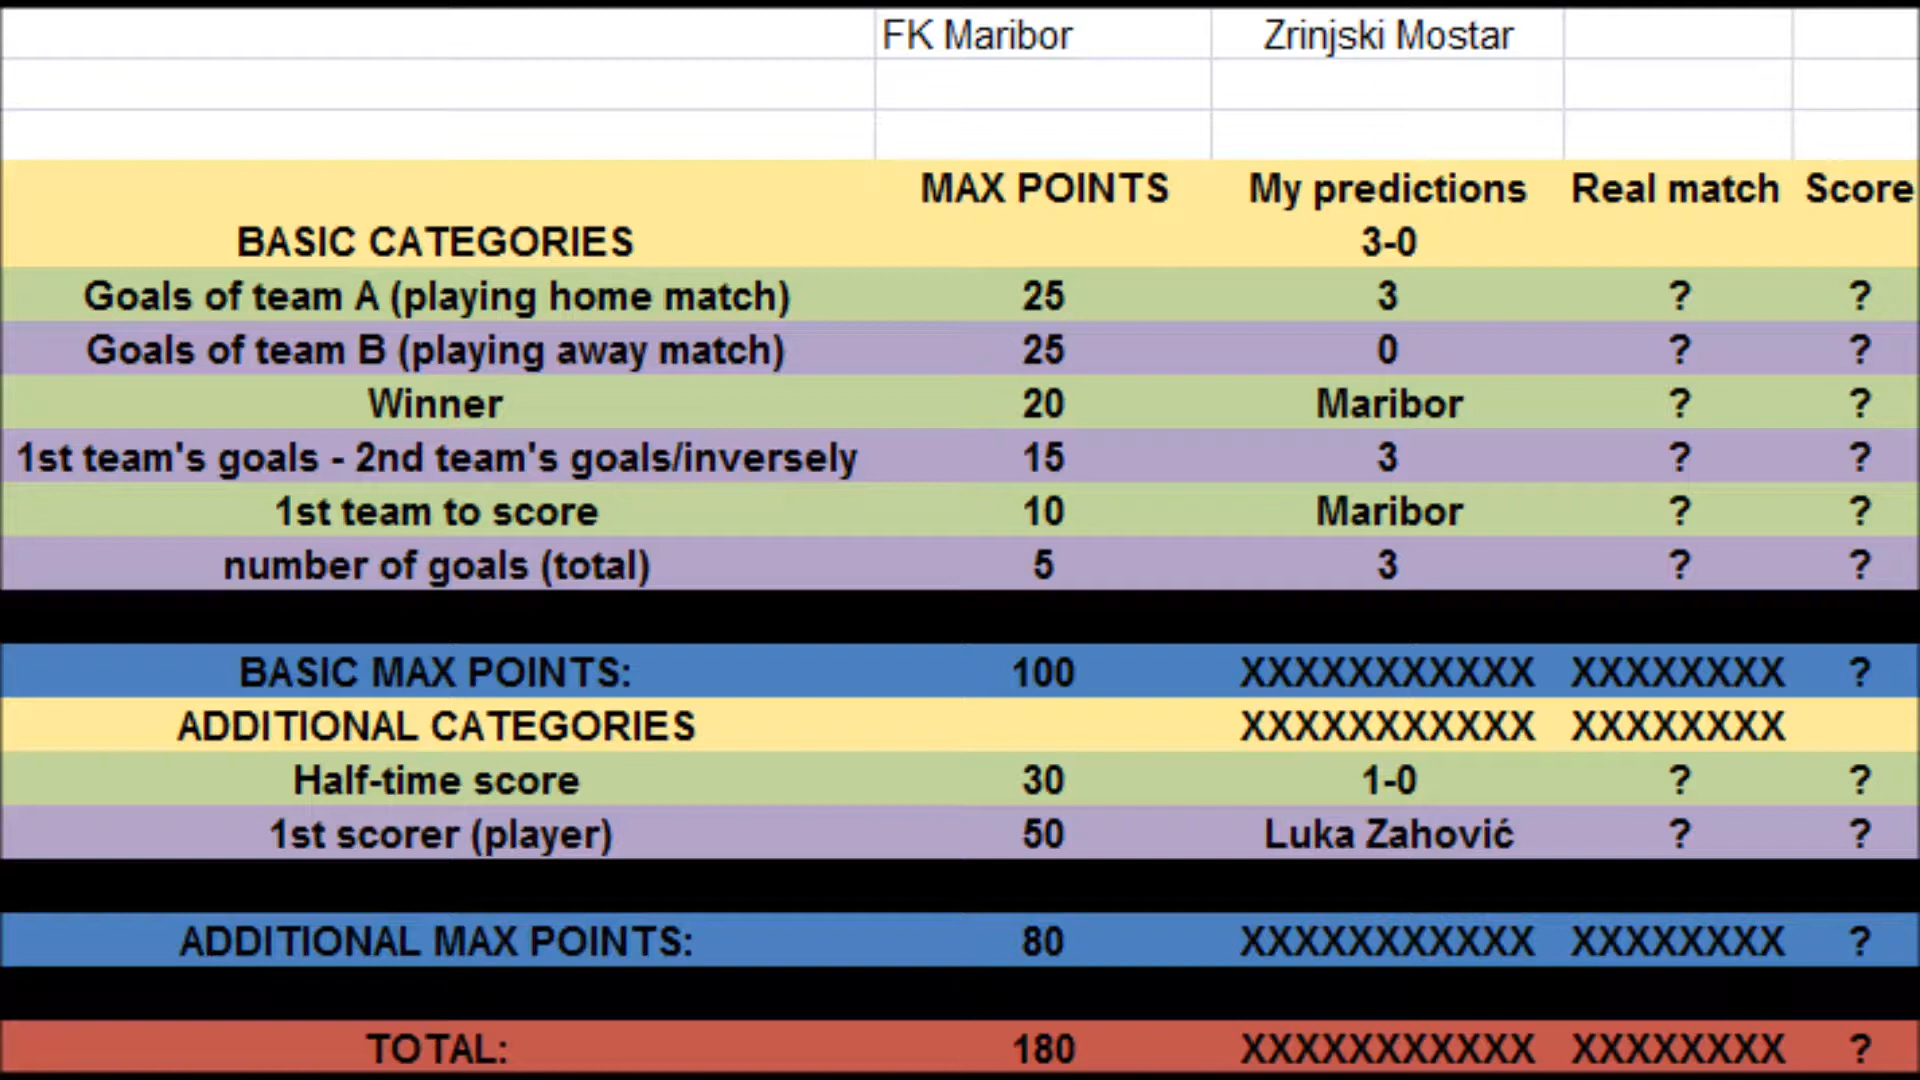 FK Maribor Zrinjski Mostar
MAX POINTS My predictions Real match Score
BASIC CATEGORIES 3-0
Goals of team A (playing home match) 25 3 ? ?
Goals of team B (playing away match) 25 0 ? ?
Winner 20 Maribor ? ?
1st team's goals - 2nd team's goals/inversely 15 3 ? ?
1st team to score 10 Maribor ? ?
number of goals (total) 5 3 ? ?
BASIC MAX POINTS: 100 XXXXXXXXXXX XXXXXXXX ?
ADDITIONAL CATEGORIES XXXXXXXXXXX XXXXXXXX
Half-time score 30 1-0 ? ?
1st scorer (player) 50 Luka Zahović ? ?
ADDITIONAL MAX POINTS: 80 XXXXXXXXXXX XXXXXXXX ?
TOTAL: 180 XXXXXXXXXXX XXXXXXXX ?